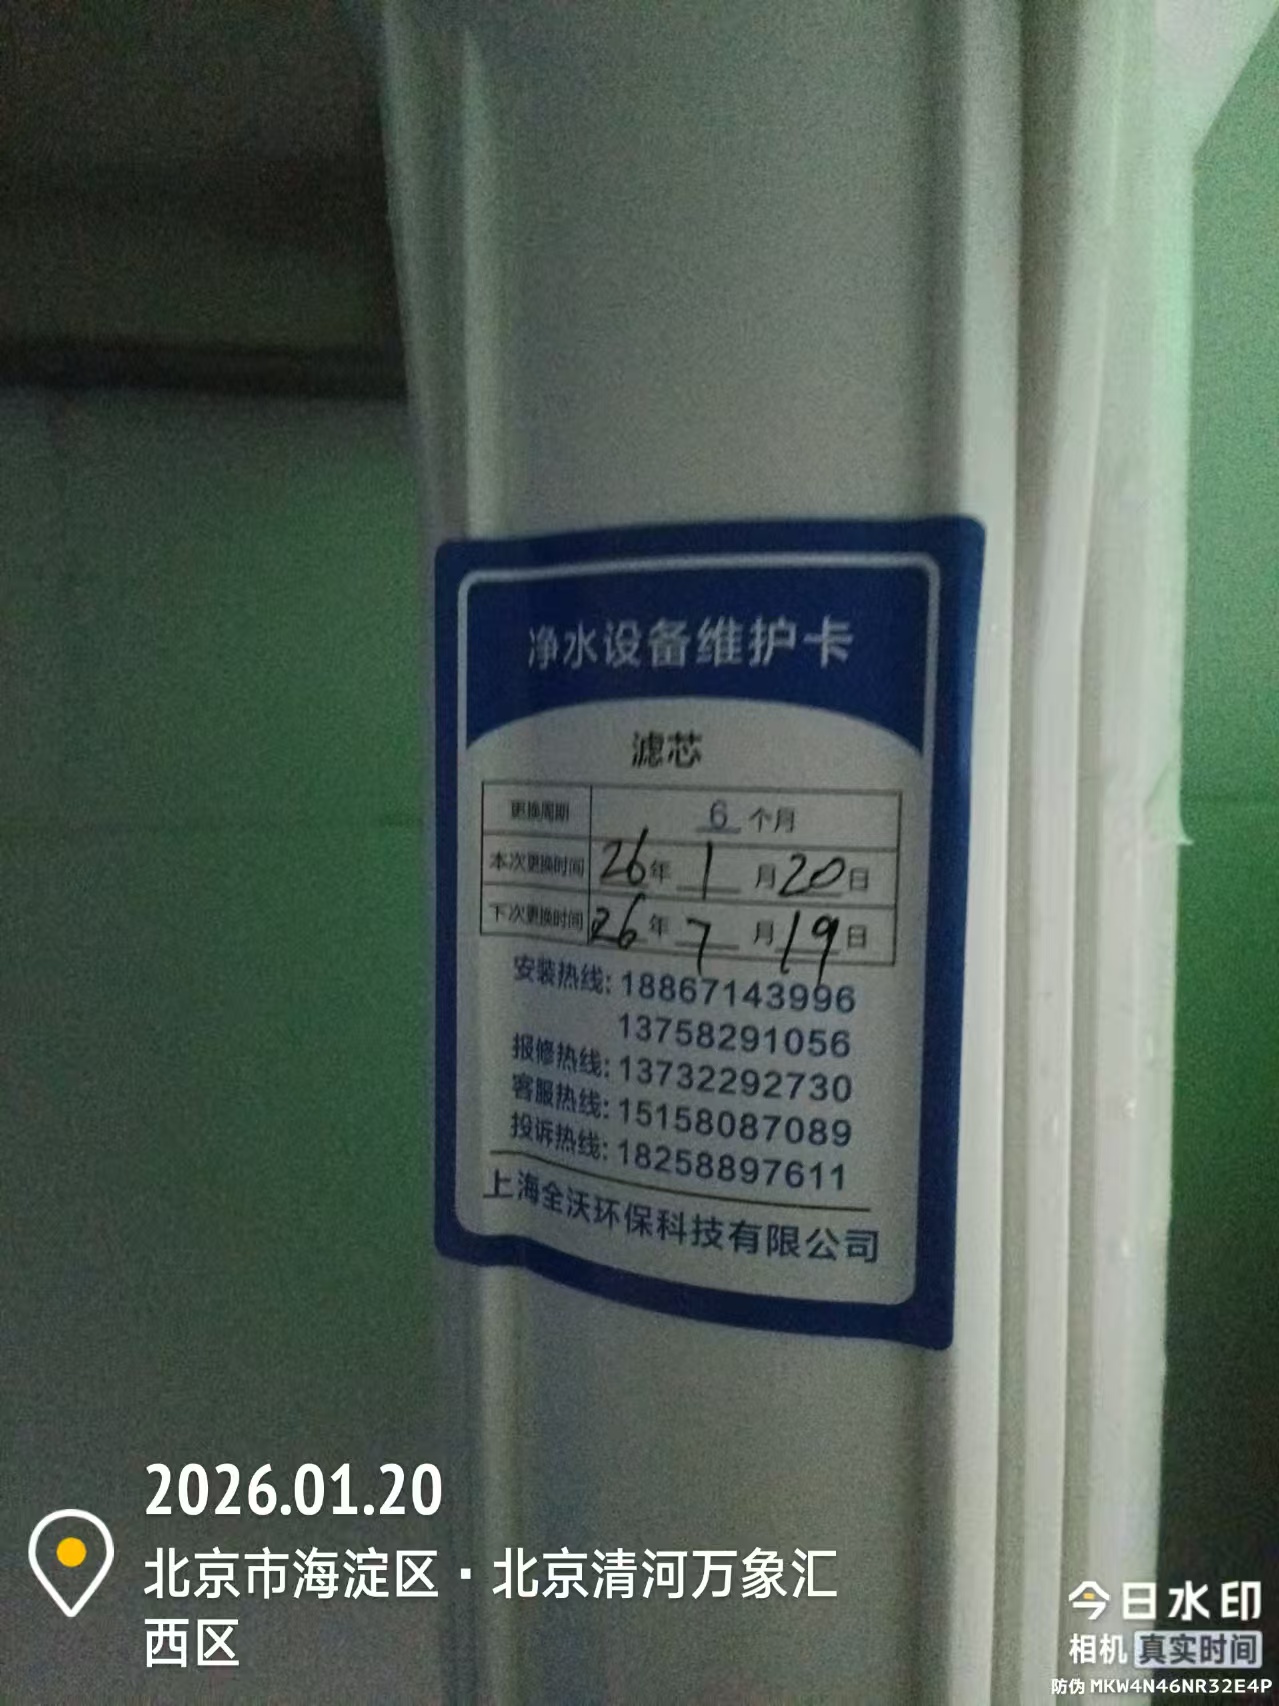 净水设备维护卡
滤芯
更换周期 6 个月
本次更换时间 26年 1 月20日
下次更换时间 26年 7 月19日
安装热线: 18867143996
13758291056
报修热线: 13732292730
客服热线: 15158087089
投诉热线: 18258897611
上海全沃环保科技有限公司
2026.01.20
北京市海淀区·北京清河万象汇
西区
今日水印
相机 真实时间
防伪 MKW4N46NR32E4P